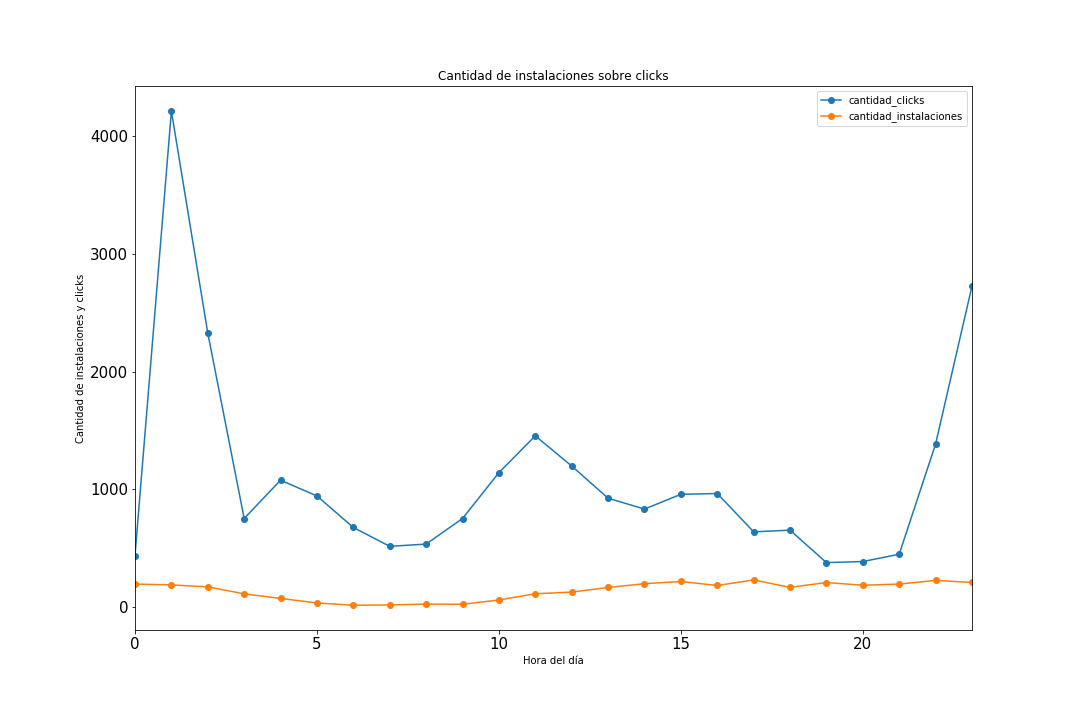 Cantidad de instalaciones sobre clicks
cantidad_clicks
cantidad_instalaciones
Cantidad de instalaciones y clicks
4000
3000
2000
1000
0
0 5 10 15 20
Hora del día